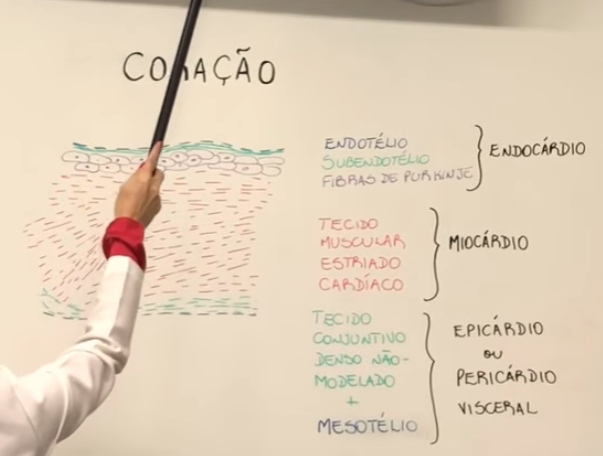 CORAÇÃO
ENDOTÉLIO
SUBENDOTÉLIO
FIBRAS DE PURKINJE
ENDOCÁRDIO
TECIDO
MUSCULAR
ESTRIADO
CARDÍACO
MIOCÁRDIO
TECIDO
CONJUNTIVO
DENSO NÃO-
MODELADO
+
MESOTÉLIO
EPICÁRDIO
OU
PERICÁRDIO
VISCERAL